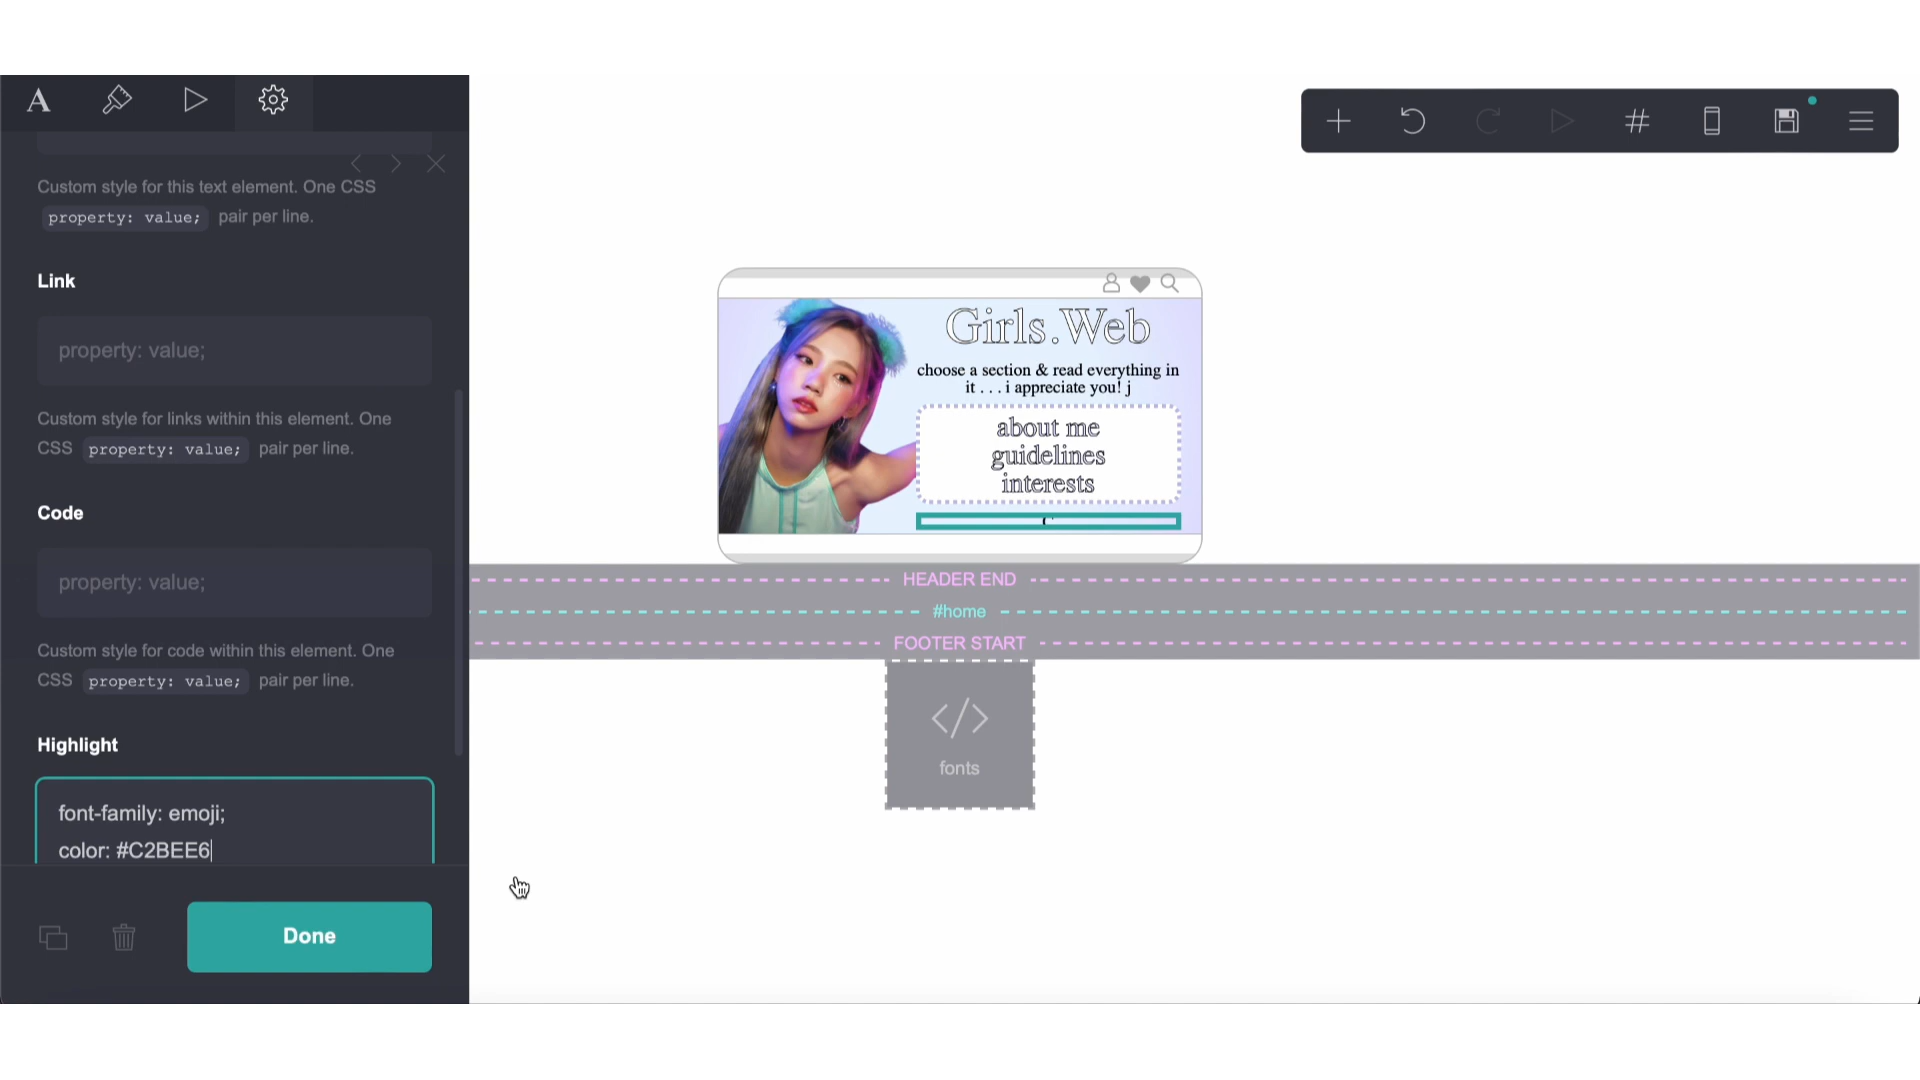 A
Custom style for this text element. One CSS
property: value; pair per line.
Link
property: value;
Custom style for links within this element. One
CSS property: value; pair per line.
Code
property: value;
Custom style for code within this element. One
CSS property: value; pair per line.
Highlight
font-family: emoji;
color: #C2BEE6
Done
Girls.Web
choose a section & read everything in
it . . . i appreciate you! j
about me
guidelines
interests
HEADER END
#home
FOOTER START
</>
fonts